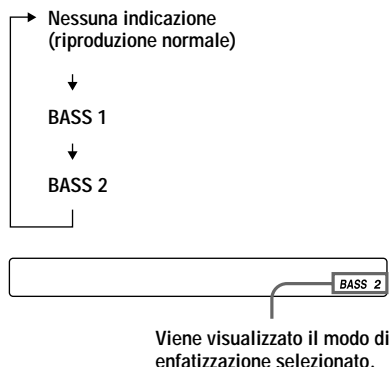 Nessuna indicazione
(riproduzione normale)
BASS 1
BASS 2
BASS 2
Viene visualizzato il modo di
enfatizzazione selezionato.